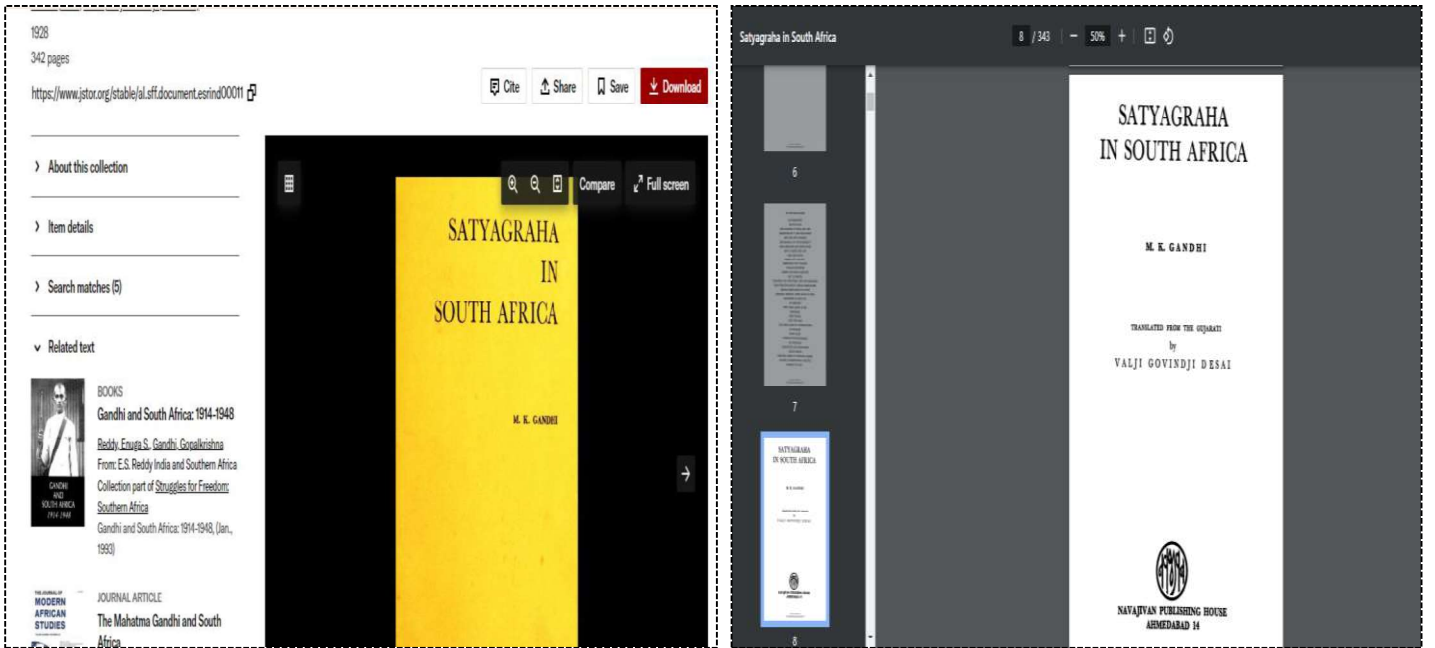 1928
342 pages
https://www.jstor.org/stable/al.sff.document.esrind00011
Cite
Share
Save
Download
About this collection
Item details
Search matches (5)
Related text
BOOKS
Gandhi and South Africa: 1914-1948
Reddy, Enuga S., Gandhi, Gopalkrishna
From: E.S. Reddy India and Southern Africa
Collection part of Struggles for Freedom:
Southern Africa
Gandhi and South Africa: 1914-1948, (Jan.,
1993)
GANDHI
AND
SOUTH AFRICA
1914-1948
JOURNAL ARTICLE
The Mahatma Gandhi and South
Africa
THE JOURNAL OF
MODERN
AFRICAN
STUDIES
Compare
Full screen
SATYAGRAHA
IN
SOUTH AFRICA
M. K. GANDHI
Satyagraha in South Africa
8 / 343
50%
6
7
SATYAGRAHA
IN SOUTH AFRICA
8
SATYAGRAHA
IN SOUTH AFRICA
M. K. GANDHI
TRANSLATED FROM THE GUJARATI
by
VALJI GOVINDJI DESAI
NAVAJIVAN PUBLISHING HOUSE
AHMEDABAD 14